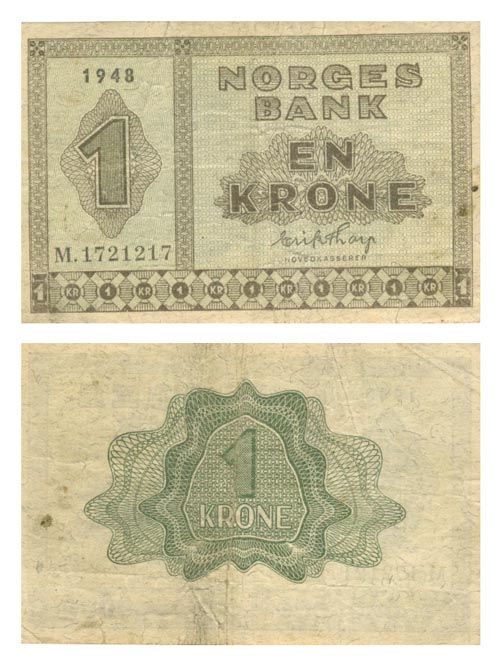 1948
1
M.1721217
NORGES
BANK
EN
KRONE
HOVEDKASSERER
1 KR 1 KR 1 KR 1 KR 1 KR 1 KR 1
1
KRONE